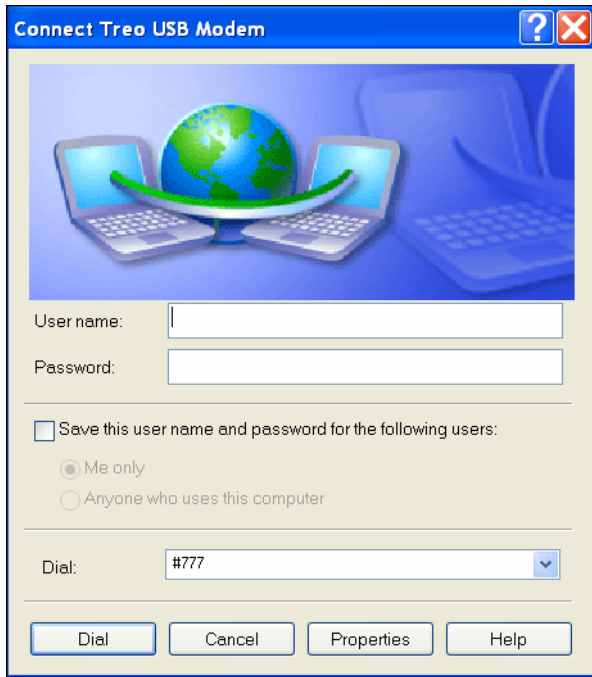 Connect Treo USB Modem
User name:
Password:
Save this user name and password for the following users:
Me only
Anyone who uses this computer
Dial: #777
Dial Cancel Properties Help